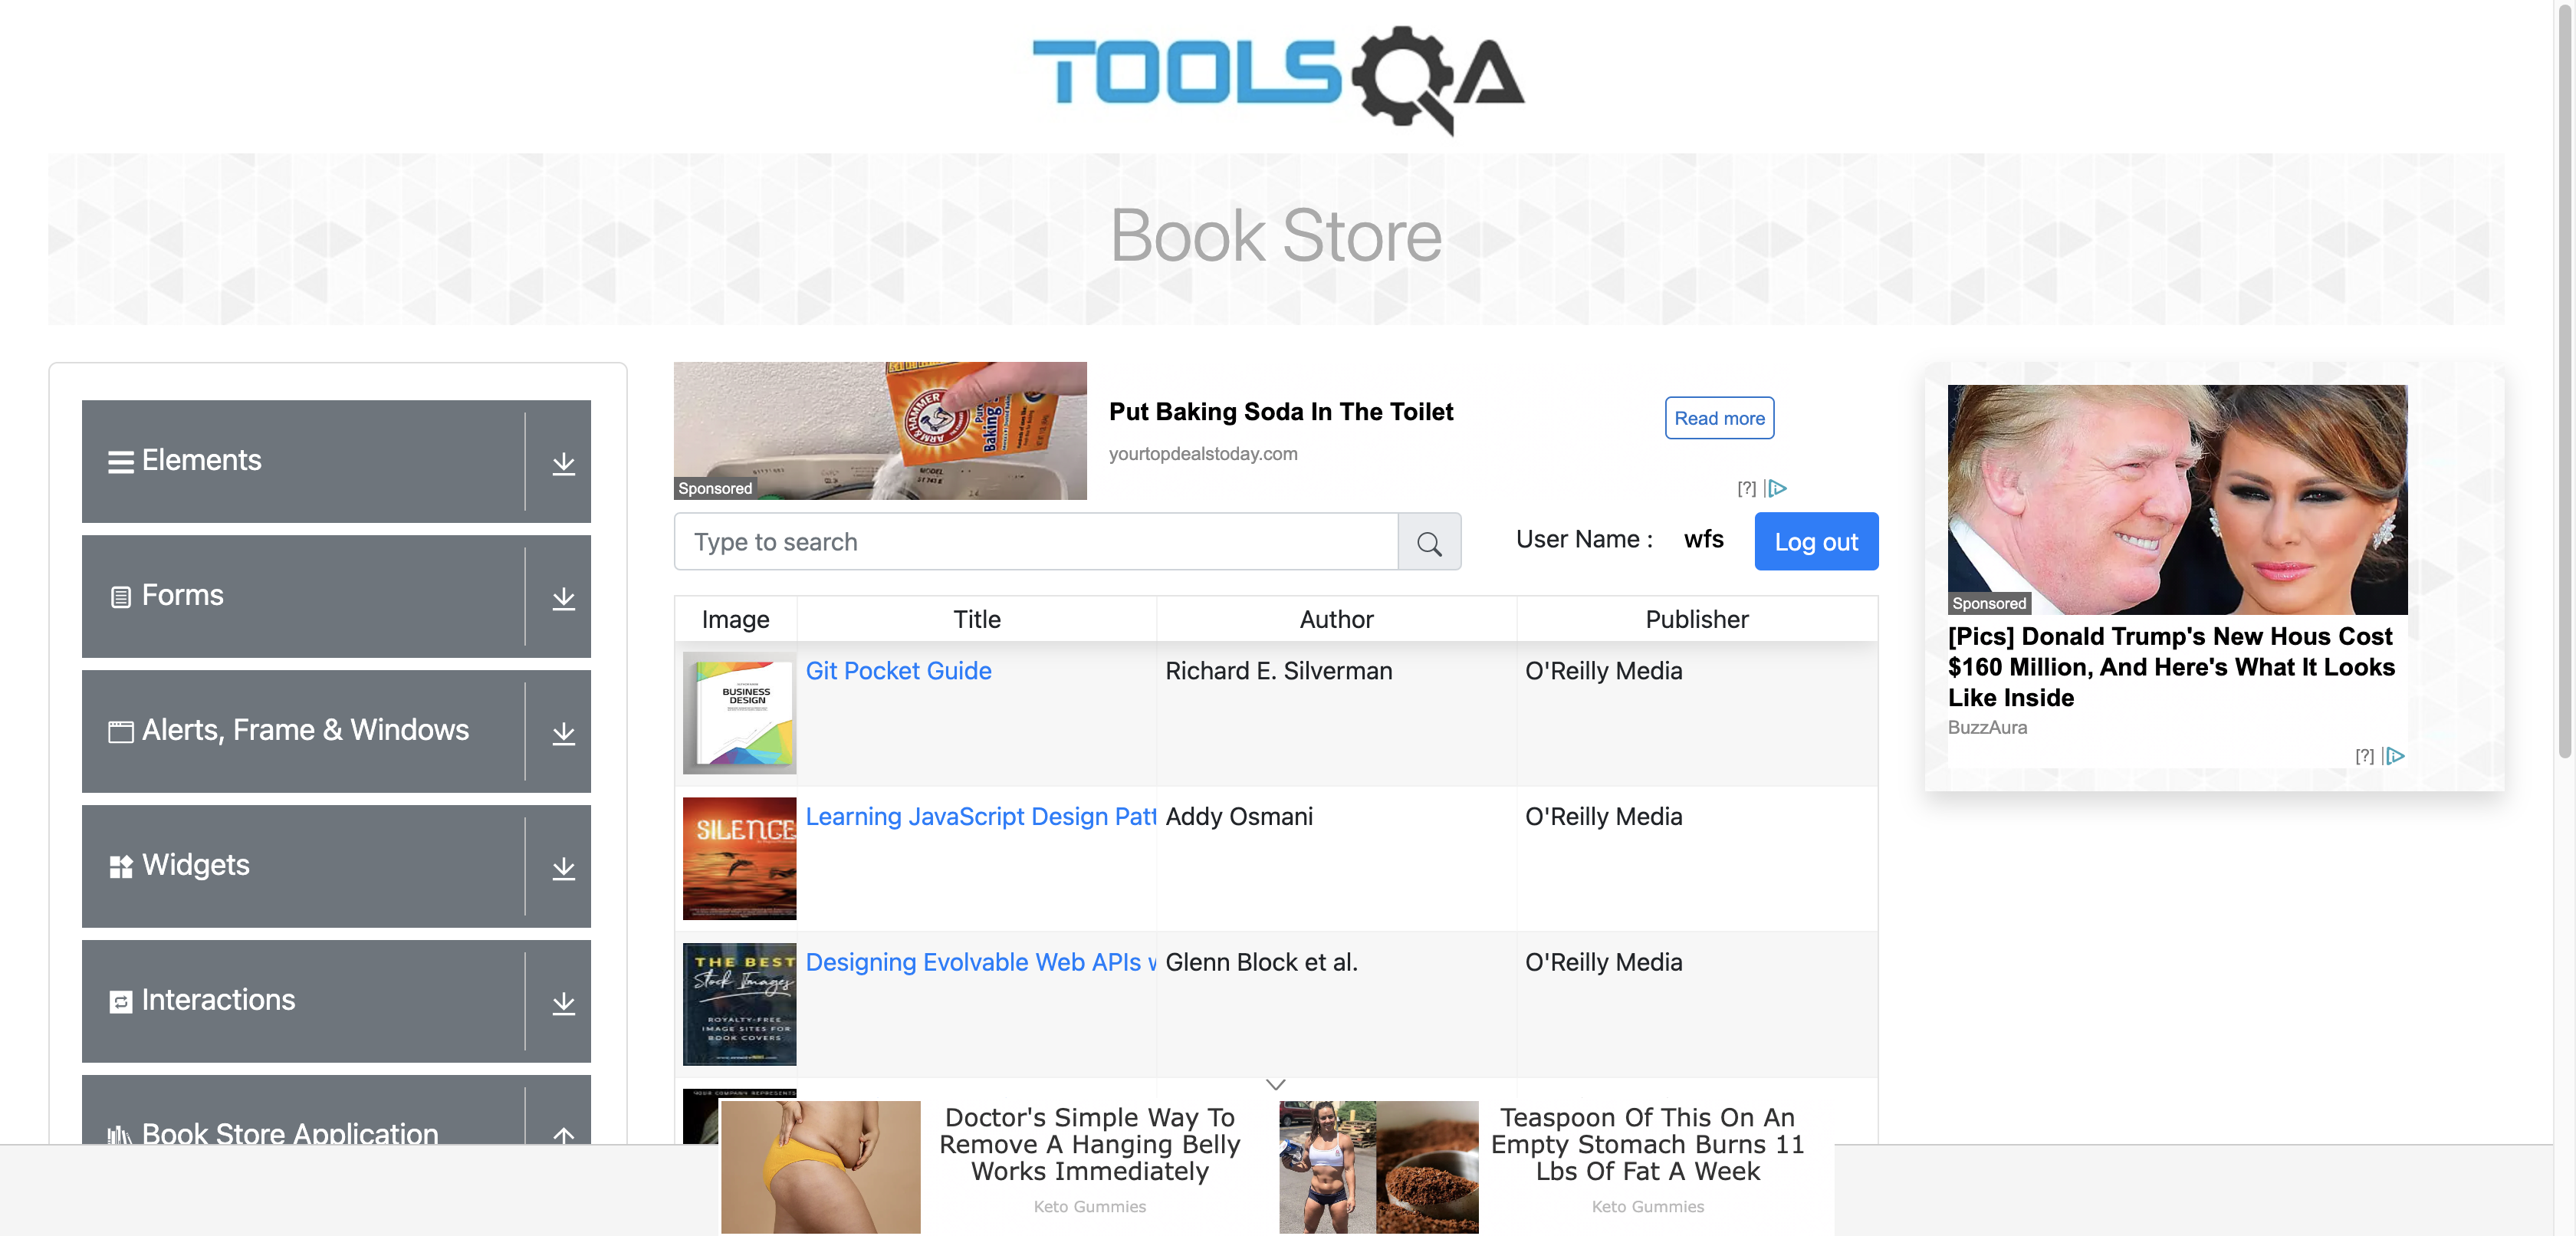 TOOLSQA
Book Store
Elements
Forms
Alerts, Frame & Windows
Widgets
Interactions
Book Store Application
ARM & HAMMER
Pure
Baking
MODEL
Sponsored
Put Baking Soda In The Toilet
yourtopdealstoday.com
Read more
[?]
Type to search
User Name :
wfs
Log out
Image Title Author Publisher
BUSINESS
DESIGN
Git Pocket Guide Richard E. Silverman O'Reilly Media
SILENCE
Learning JavaScript Design Patt Addy Osmani O'Reilly Media
THE BEST
Stock Images
ROYALTY-FREE
IMAGE SITES FOR
BOOK COVERS
Designing Evolvable Web APIs w Glenn Block et al. O'Reilly Media
Sponsored
[Pics] Donald Trump's New Hous Cost
$160 Million, And Here's What It Looks
Like Inside
BuzzAura
[?]
Doctor's Simple Way To
Remove A Hanging Belly
Works Immediately
Keto Gummies
Teaspoon Of This On An
Empty Stomach Burns 11
Lbs Of Fat A Week
Keto Gummies